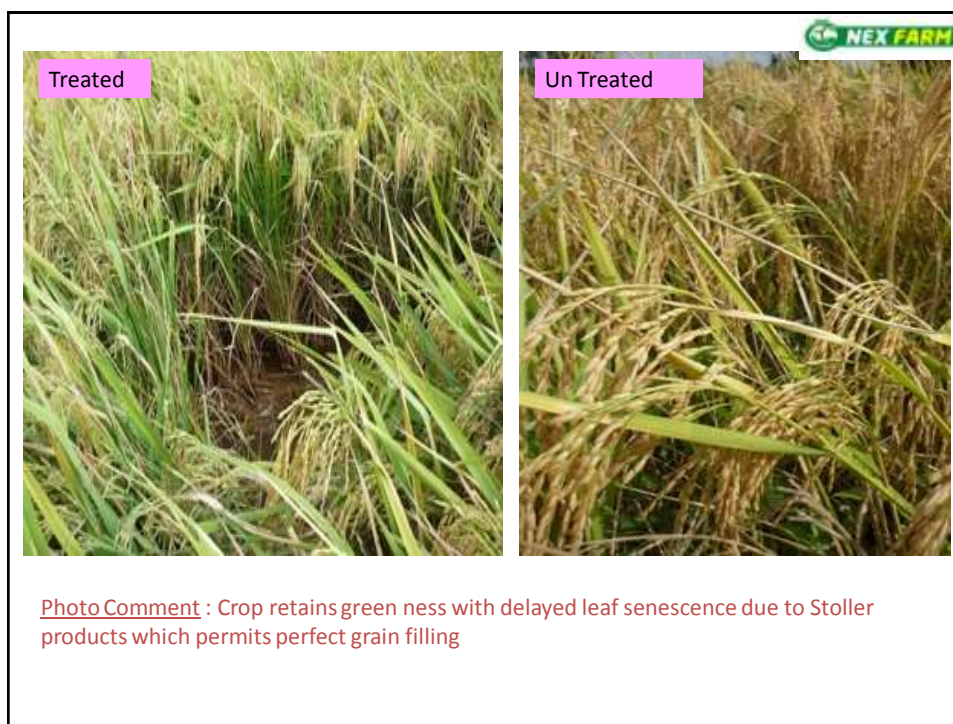 NEX FARM
Treated
Un Treated
Photo Comment : Crop retains green ness with delayed leaf senescence due to Stoller
products which permits perfect grain filling